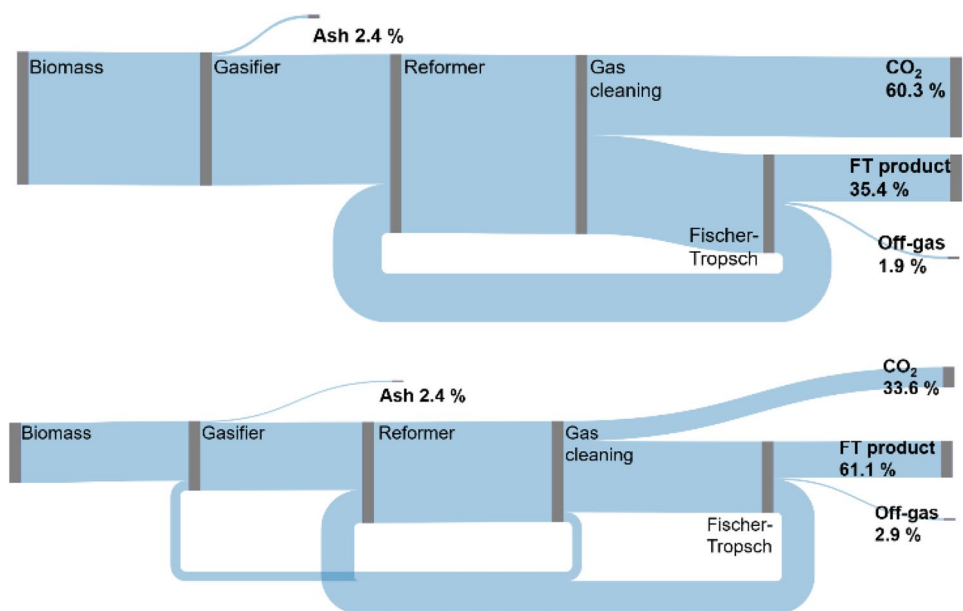 Ash 2.4 %
Biomass
Gasifier
Reformer
Gas
cleaning
CO₂
60.3 %
FT product
35.4 %
Fischer-
Tropsch
Off-gas
1.9 %
CO₂
33.6 %
Ash 2.4 %
Biomass
Gasifier
Reformer
Gas
cleaning
FT product
61.1 %
Fischer-
Tropsch
Off-gas
2.9 %